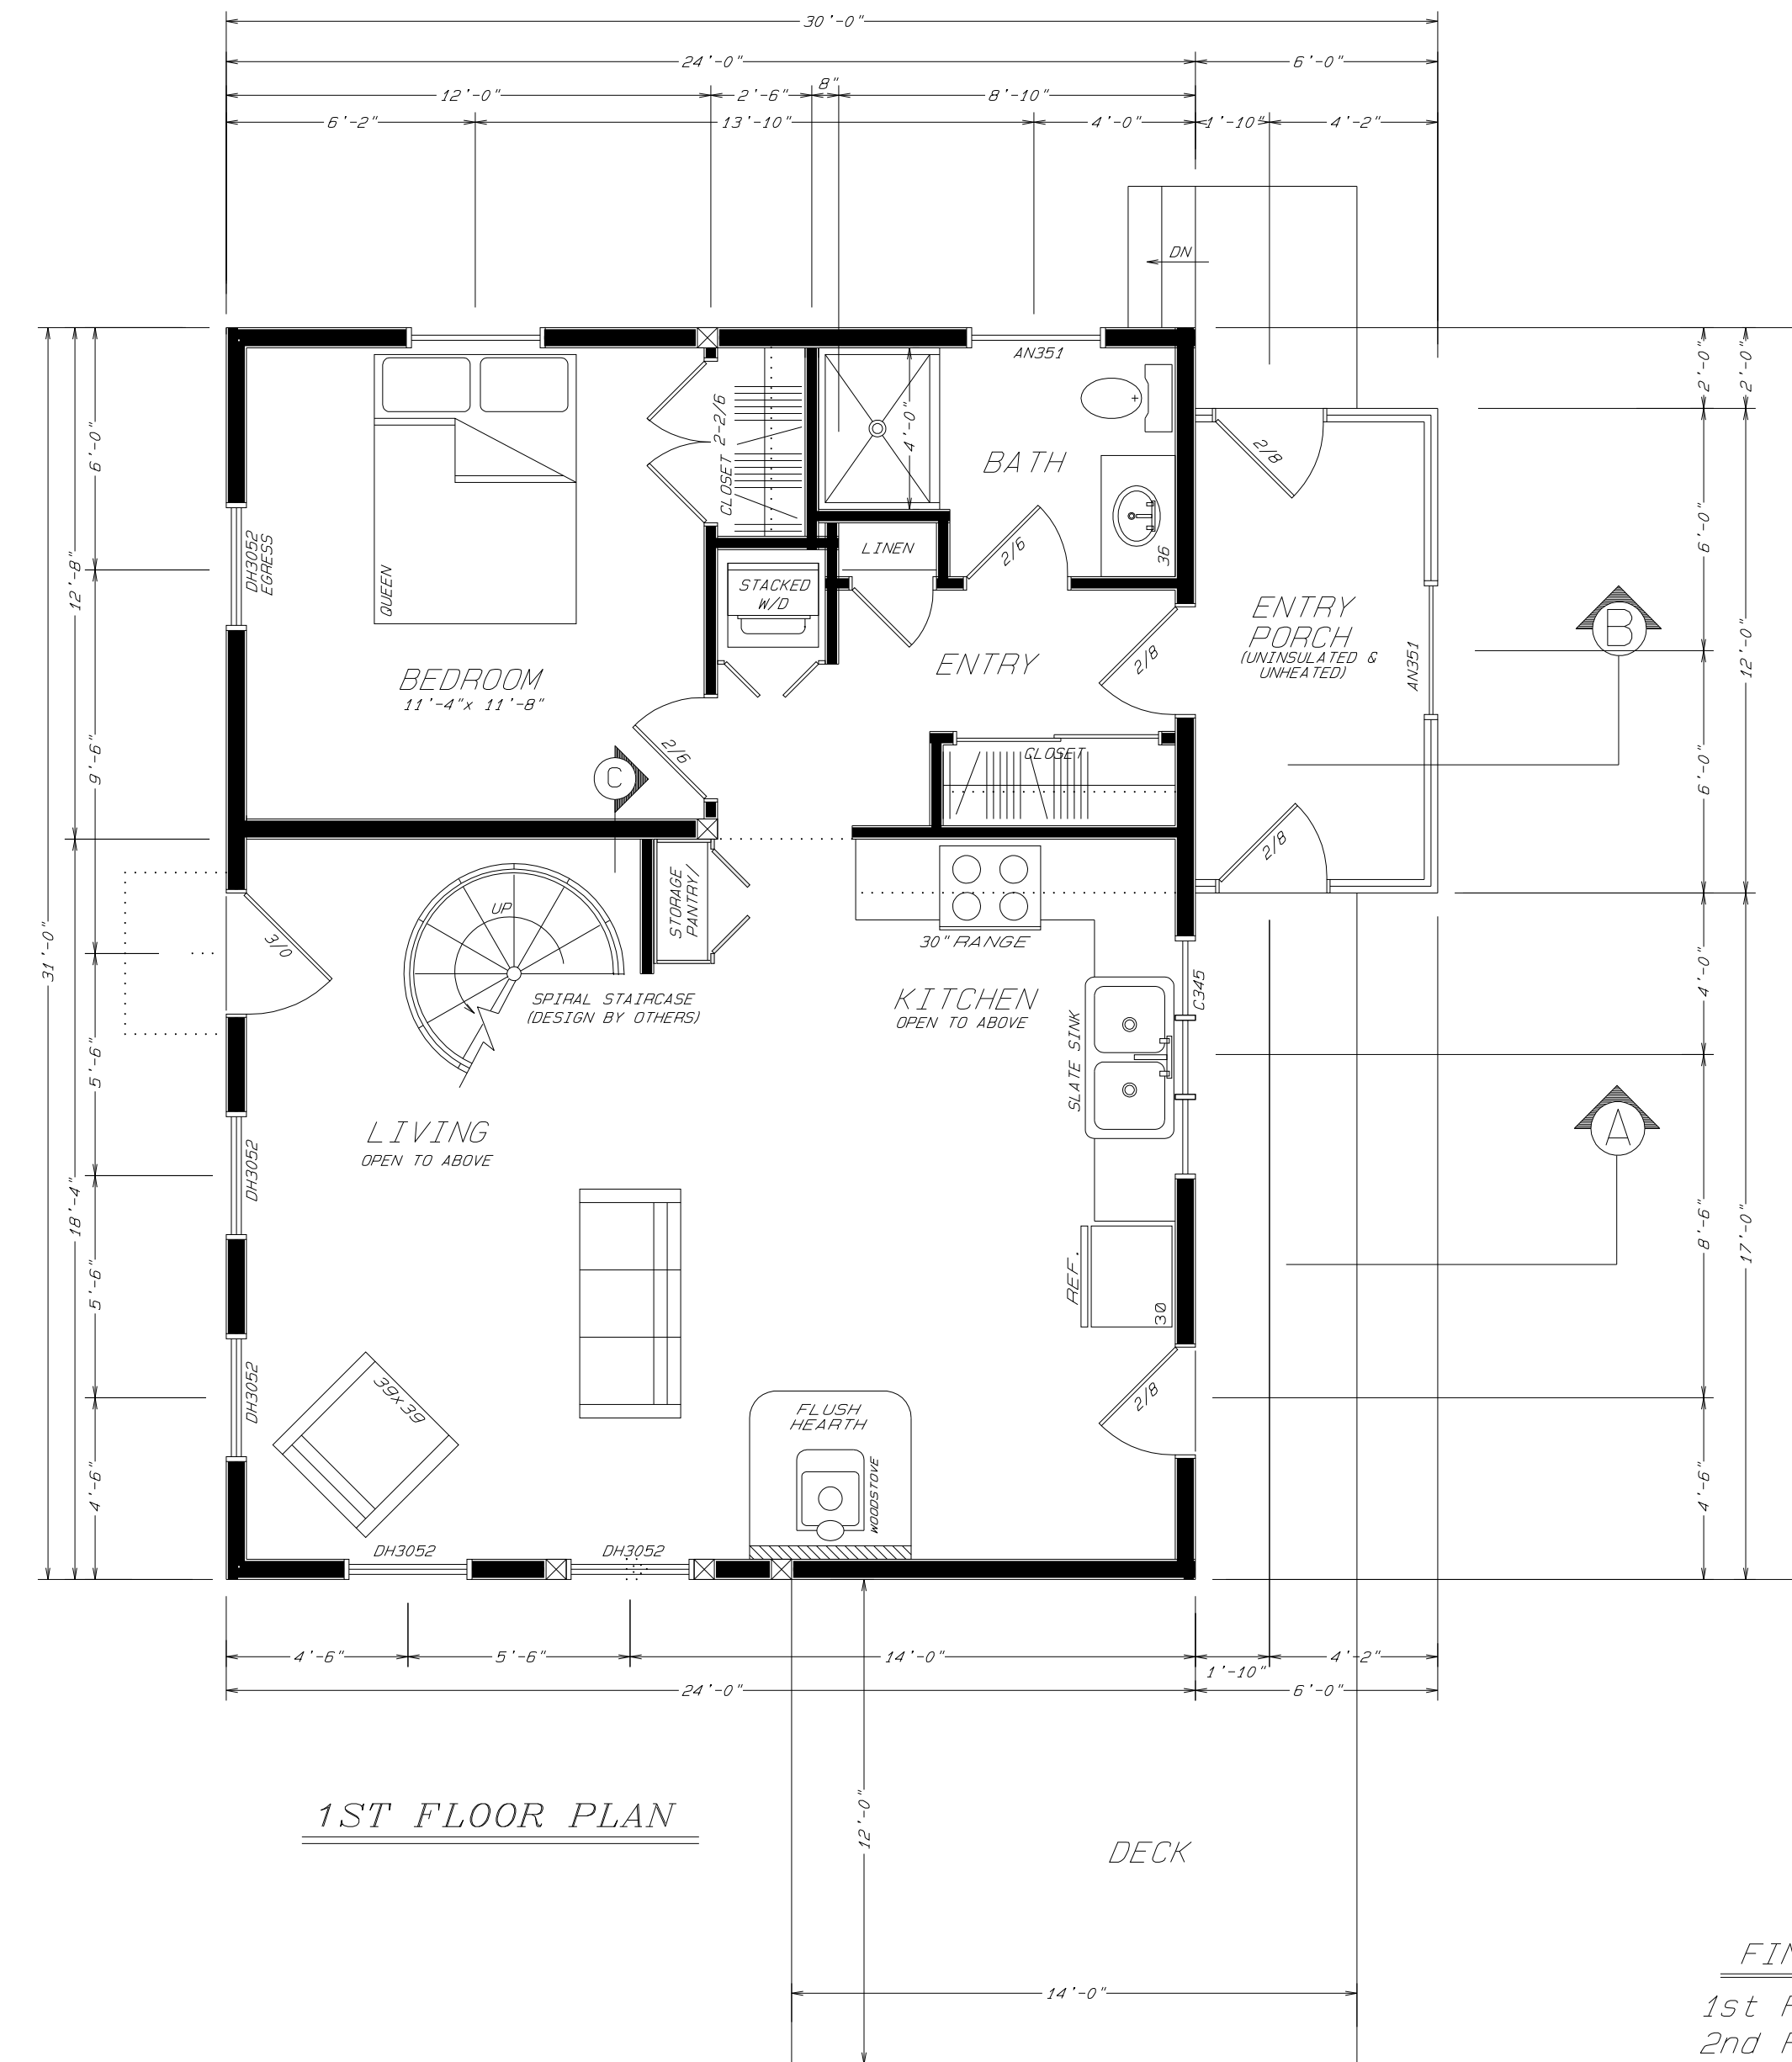 30'-0"
24'-0"
6'-0"
12'-0"
2'-6"
8"
8'-10"
6'-2"
13'-10"
4'-0"
1'-10"
4'-2"
DN
AN351
2'-0"
2'-0"
6'-0"
CLOSET 2-2/6
4'-0"
BATH
2/8
DH3052
EGRESS
QUEEN
STACKED
W/D
LINEN
2/6
36
6'-0"
12'-8"
ENTRY
PORCH
(UNINSULATED &
UNHEATED)
AN351
B
12'-0"
BEDROOM
11'-4"x 11'-8"
ENTRY
2/8
9'-6"
2/6
C
CLOSET
6'-0"
2/8
31'-0"
STORAGE
PANTRY/
UP
3/0
30" RANGE
SPIRAL STAIRCASE
(DESIGN BY OTHERS)
KITCHEN
OPEN TO ABOVE
C345
SLATE SINK
4'-0"
5'-6"
LIVING
OPEN TO ABOVE
DH3052
A
18'-4"
8'-6"
17'-0"
5'-6"
REF.
30
DH3052
39x39
FLUSH
HEARTH
WOODSTOVE
2/8
4'-6"
4'-6"
DH3052
DH3052
4'-6"
5'-6"
14'-0"
1'-10"
4'-2"
24'-0"
6'-0"
1ST FLOOR PLAN
12'-0"
DECK
14'-0"
1st
2nd